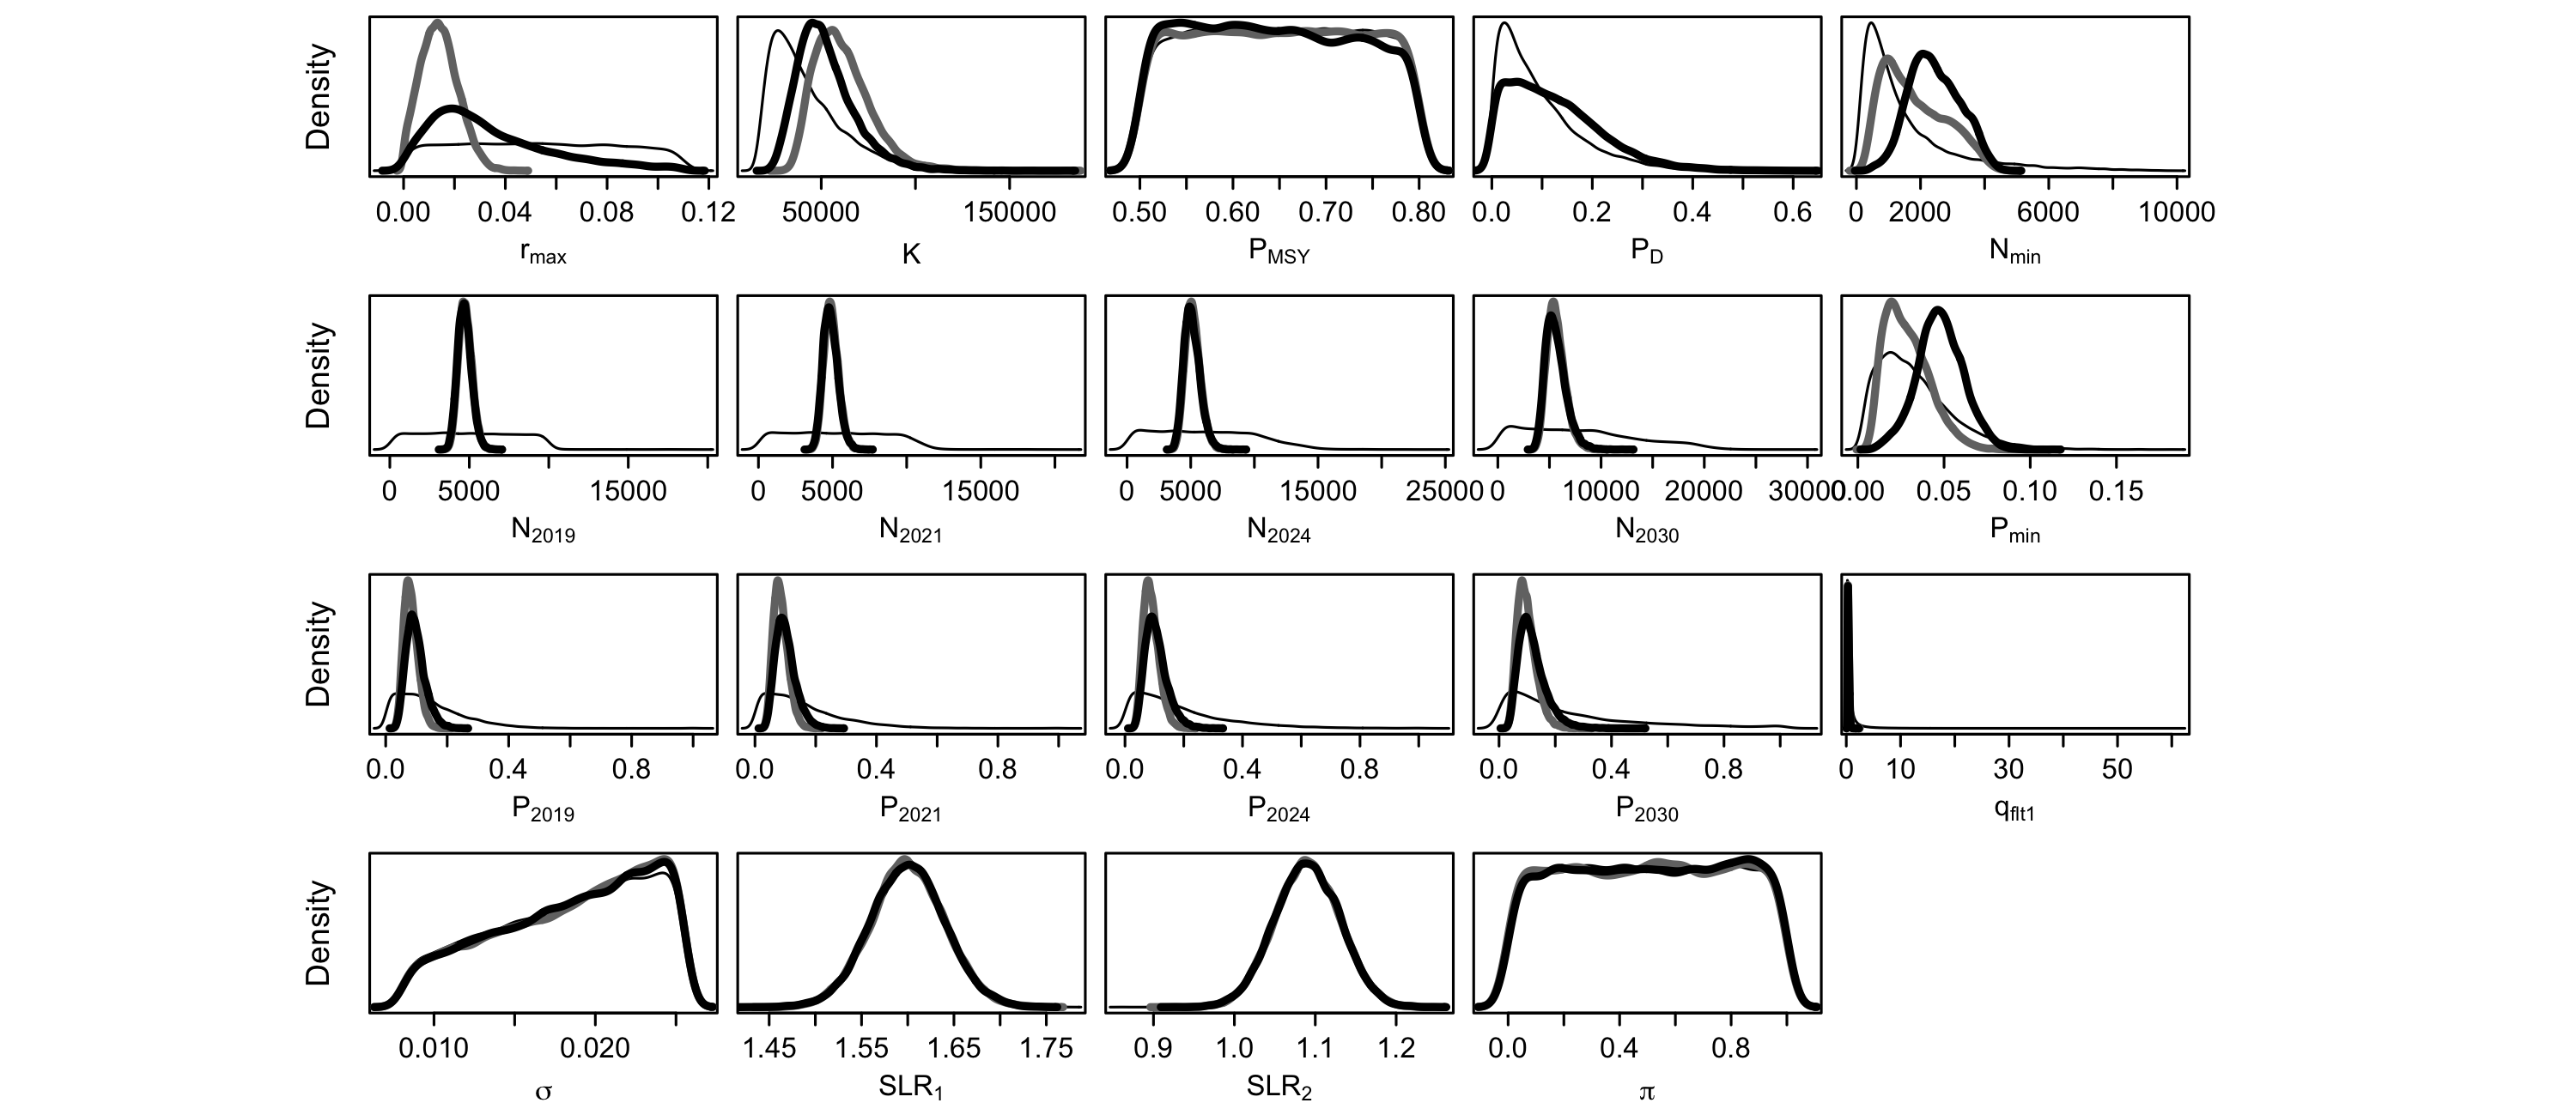 Density
0.00 0.04 0.08 0.12 50000 150000 0.50 0.60 0.70 0.80 0.0 0.2 0.4 0.6 0 2000 6000 10000
rmax K PMSY PD Nmin
Density
0 5000 15000 0 5000 15000 0 5000 15000 25000 0 10000 20000 30000 0.00 0.05 0.10 0.15
N2019 N2021 N2024 N2030 Pmin
Density
0.0 0.4 0.8 0.0 0.4 0.8 0.0 0.4 0.8 0.0 0.4 0.8 0 10 30 50
P2019 P2021 P2024 P2030 qflt1
Density
0.010 0.020 1.45 1.55 1.65 1.75 0.9 1.0 1.1 1.2 0.0 0.4 0.8
σ SLR1 SLR2 π